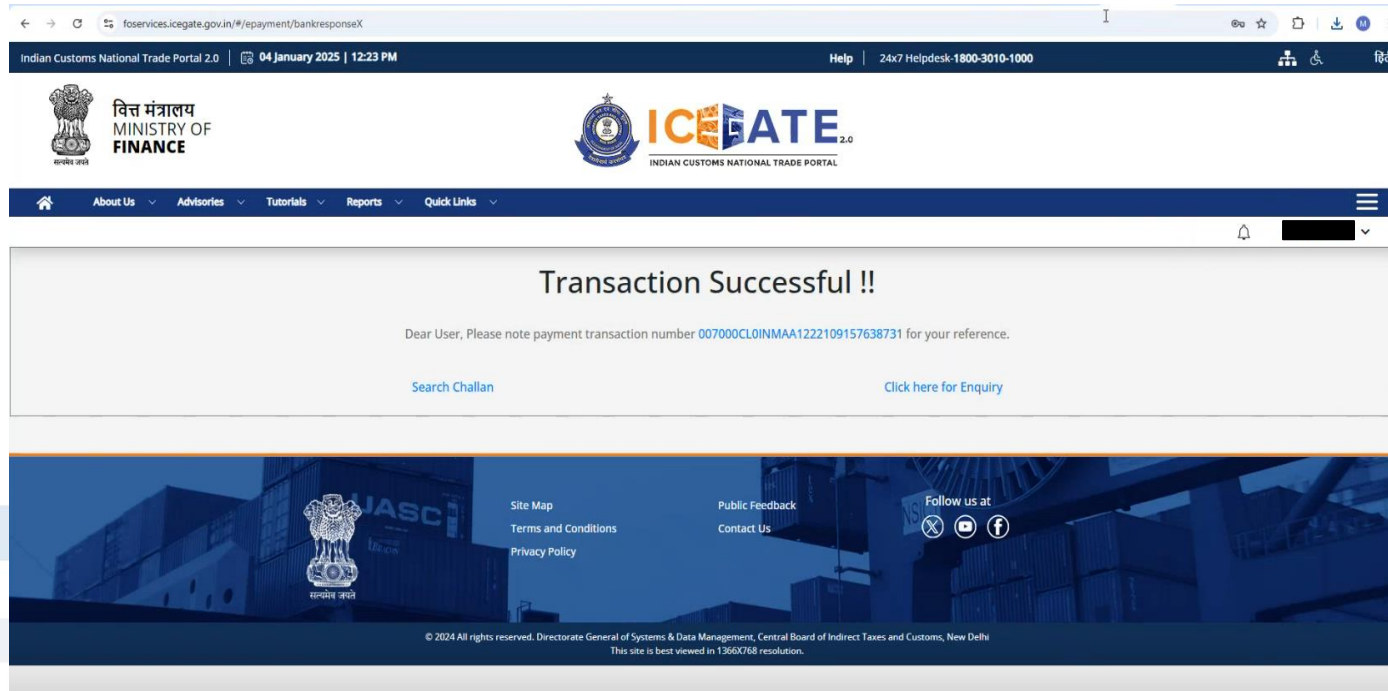 foservices.icegate.gov.in/#/epayment/bankresponseX
M
Indian Customs National Trade Portal 2.0 | 04 January 2025 | 12:23 PM
Help | 24x7 Helpdesk-1800-3010-1000
सत्यमेव जयते
वित्त मंत्रालय
MINISTRY OF
FINANCE
ICEGATE 2.0
INDIAN CUSTOMS NATIONAL TRADE PORTAL
About Us Advisories Tutorials Reports Quick Links
Transaction Successful !!
Dear User, Please note payment transaction number 007000CL0INMAA1222109157638731 for your reference.
Search Challan Click here for Enquiry
UASC
सत्यमेव जयते
Site Map
Terms and Conditions
Privacy Policy
Public Feedback
Contact Us
Follow us at
© 2024 All rights reserved. Directorate General of Systems & Data Management, Central Board of Indirect Taxes and Customs, New Delhi
This site is best viewed in 1366X768 resolution.